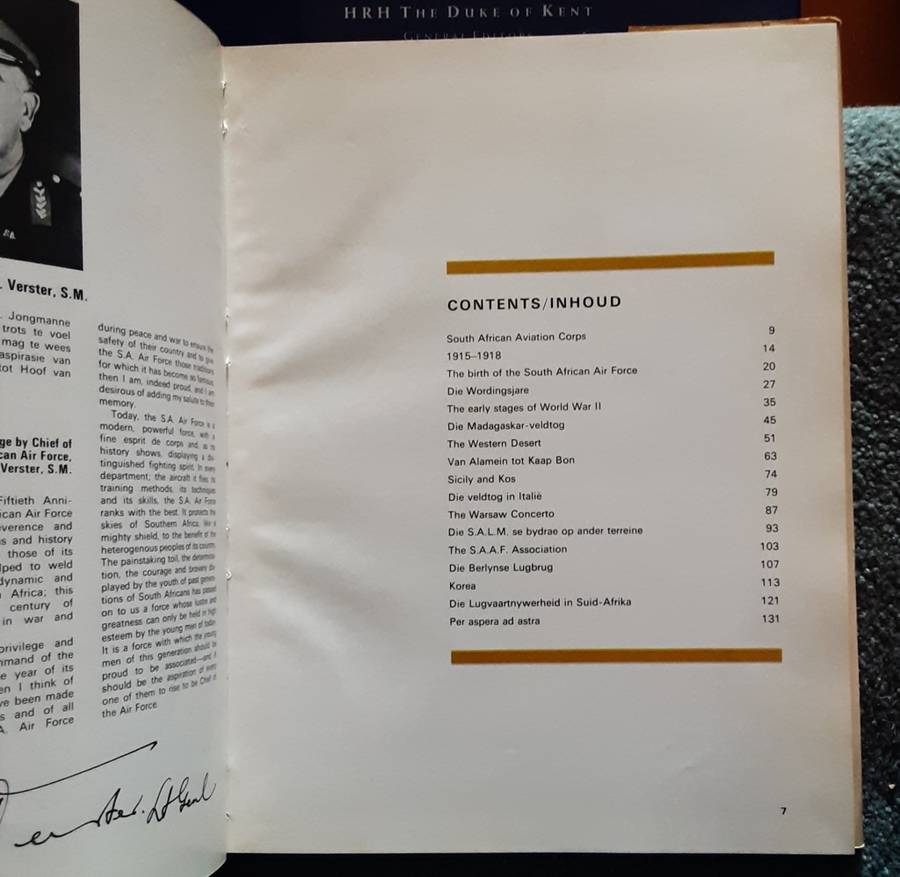 HRH THE DUKE OF KENT
GENERAL EDITORS
SA
. Verster, S.M.
. Jongmanne
trots te voel
mag te wees
aspirasie van
tot Hoof van
ge by Chief of
can Air Force,
Verster, S.M.
Fiftieth Anni-
ican Air Force
verence and
s and history
those of its
lped to weld
dynamic and
Africa; this
century of
in war and
privilege and
mmand of the
e year of its
en I think of
ve been made
s and of all
A. Air Force
during peace and war to ensure the
safety of their country and to give
the S.A. Air Force those traditions
for which it has become so famous,
then I am, indeed proud, and I am
desirous of adding my salute to their
memory.
Today, the S.A. Air Force is a
modern, powerful force, with a
fine esprit de corps and, as its
history shows, displaying a dis-
tinguished fighting spirit. In every
department; the aircraft it flies, its
training methods, its techniques
and its skills, the S.A. Air Force
ranks with the best. It protects the
skies of Southern Africa, like a
mighty shield, to the benefit of the
heterogenous peoples of its country.
The painstaking toil, the determina-
tion, the courage and bravery dis-
played by the youth of past genera-
tions of South Africans has passed
on to us a force whose lustre and
greatness can only be held in high
esteem by the young men of today.
It is a force with which the young
men of this generation should be
proud to be associated—and it
should be the aspiration of every
one of them to rise to be Chief of
the Air Force.
CONTENTS/INHOUD
South African Aviation Corps 9
1915–1918 14
The birth of the South African Air Force 20
Die Wordingsjare 27
The early stages of World War II 35
Die Madagaskar-veldtog 45
The Western Desert 51
Van Alamein tot Kaap Bon 63
Sicily and Kos 74
Die veldtog in Italië 79
The Warsaw Concerto 87
Die S.A.L.M. se bydrae op ander terreine 93
The S.A.A.F. Association 103
Die Berlynse Lugbrug 107
Korea 113
Die Lugvaartnywerheid in Suid-Afrika 121
Per aspera ad astra 131
7